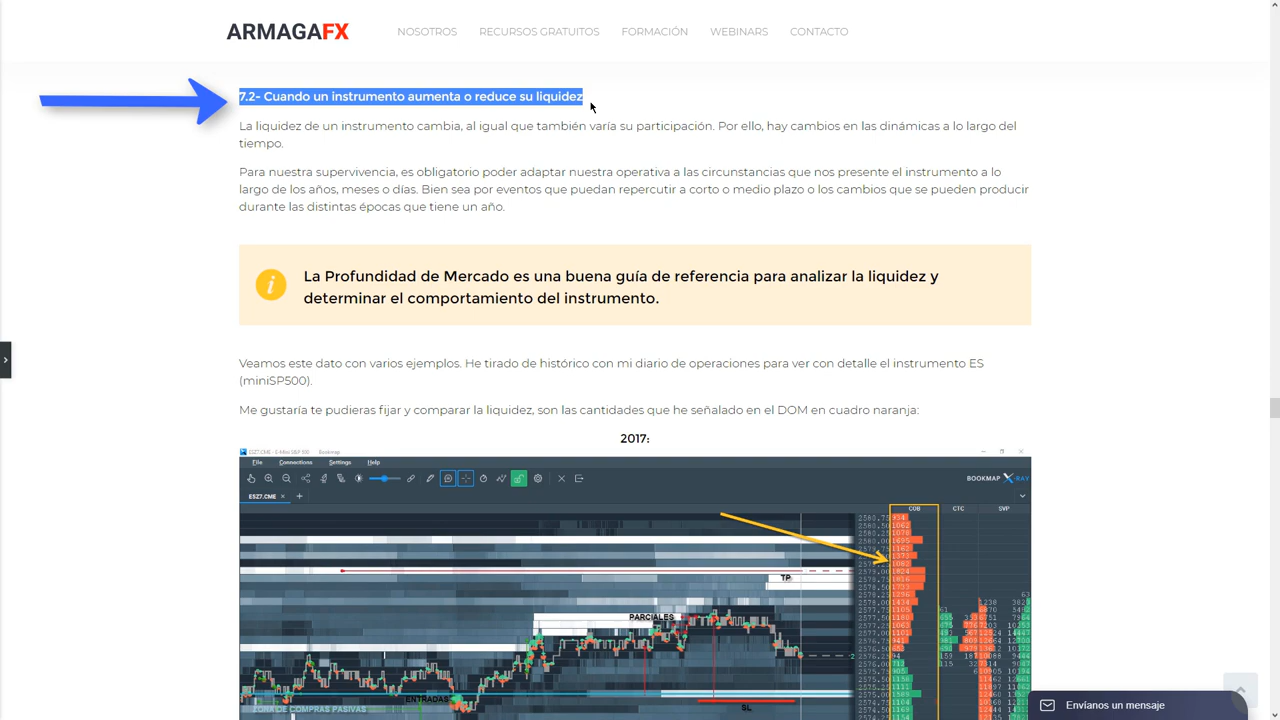 ARMAGAFX
NOSOTROS RECURSOS GRATUITOS FORMACIÓN WEBINARS CONTACTO
7.2- Cuando un instrumento aumenta o reduce su liquidez
La liquidez de un instrumento cambia, al igual que también varía su participación. Por ello, hay cambios en las dinámicas a lo largo del
tiempo.
Para nuestra supervivencia, es obligatorio poder adaptar nuestra operativa a las circunstancias que nos presente el instrumento a lo
largo de los años, meses o días. Bien sea por eventos que puedan repercutir a corto o medio plazo o los cambios que se pueden producir
durante las distintas épocas que tiene un año.
La Profundidad de Mercado es una buena guía de referencia para analizar la liquidez y
determinar el comportamiento del instrumento.
Veamos este dato con varios ejemplos. He tirado de histórico con mi diario de operaciones para ver con detalle el instrumento ES
(miniSP500).
Me gustaría te pudieras fijar y comparar la liquidez, son las cantidades que he señalado en el DOM en cuadro naranja:
2017:
ESZ7.CME - E-Mini S&P 500 Bookmap
File Connections Settings Help
BOOKMAP X-RAY
ESZ7.CME × +
COB CTC SVP
TP
PARCIALES
ENTRADAS
SL
ZONA DE COMPRAS PASIVAS
Envíanos un mensaje